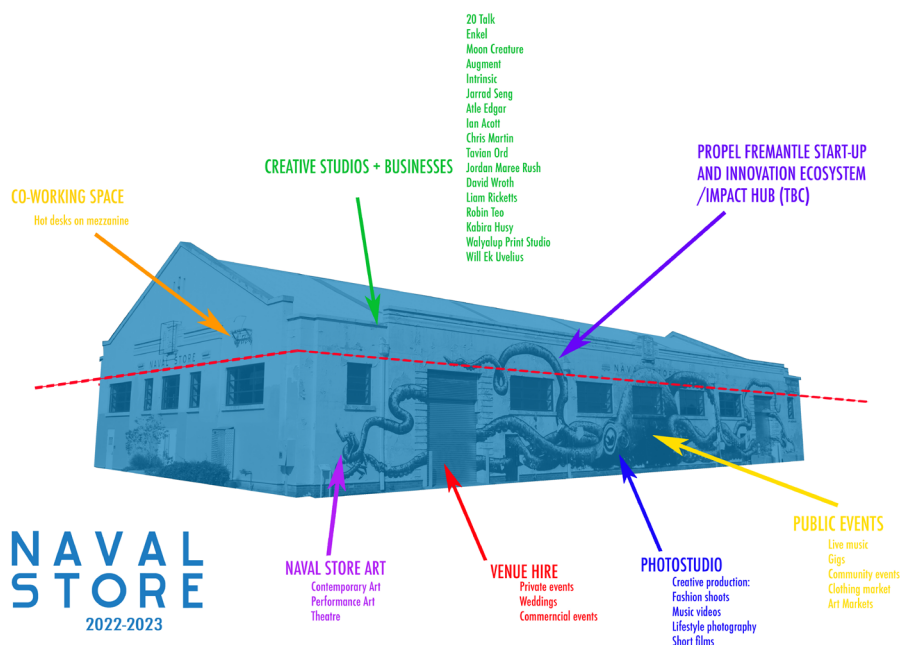 20 Talk
Enkel
Moon Creature
Augment
Intrinsic
Jarrad Seng
Atle Edgar
Ian Acott
Chris Martin
Tavian Ord
Jordan Maree Rush
David Wroth
Liam Ricketts
Robin Teo
Kabira Husy
Walyalup Print Studio
Will Ek Uvelius
CREATIVE STUDIOS + BUSINESSES
PROPEL FREMANTLE START-UP
AND INNOVATION ECOSYSTEM
/IMPACT HUB (TBC)
CO-WORKING SPACE
Hot desks on mezzanine
NAVAL STORE
NAVAL
NAVAL STORE ART
Contemporary Art
Performance Art
Theatre
VENUE HIRE
Private events
Weddings
Commerncial events
PHOTOSTUDIO
Creative production:
Fashion shoots
Music videos
Lifestyle photography
Short films
PUBLIC EVENTS
Live music
Gigs
Community events
Clothing market
Art Markets
NAVAL
STORE
2022-2023